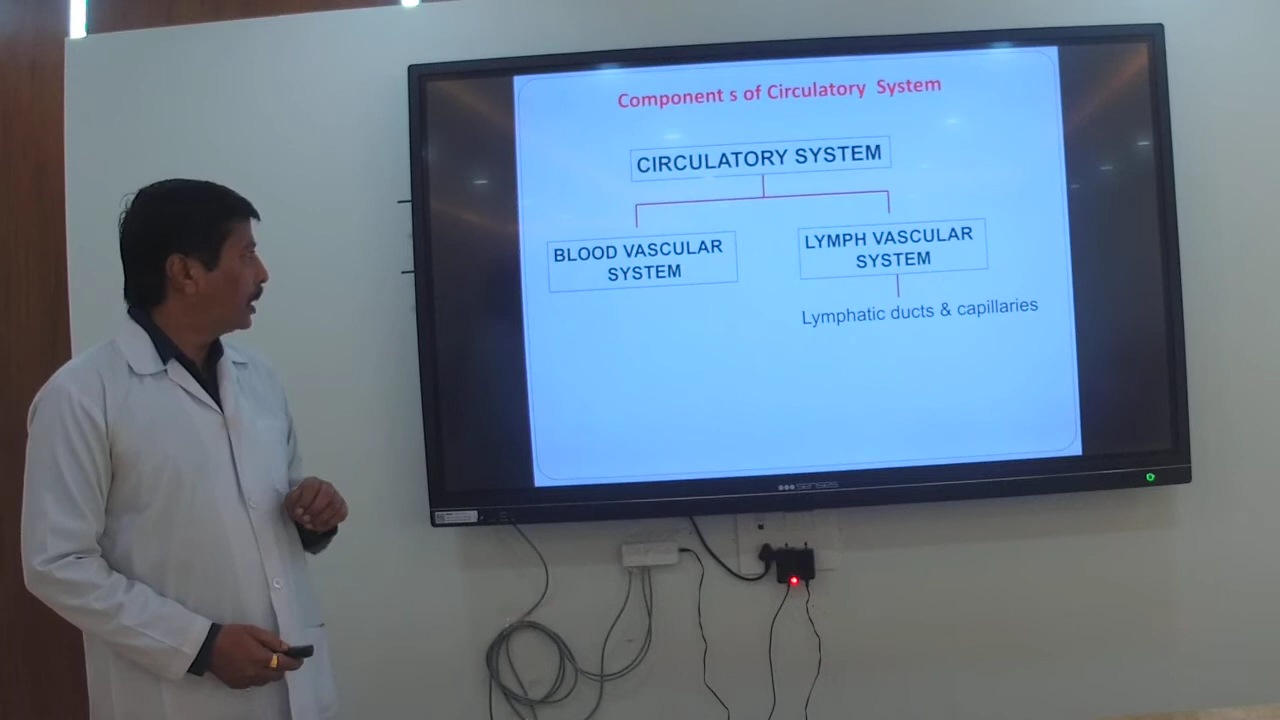 Component s of Circulatory System
CIRCULATORY SYSTEM
BLOOD VASCULAR
SYSTEM
LYMPH VASCULAR
SYSTEM
Lymphatic ducts & capillaries